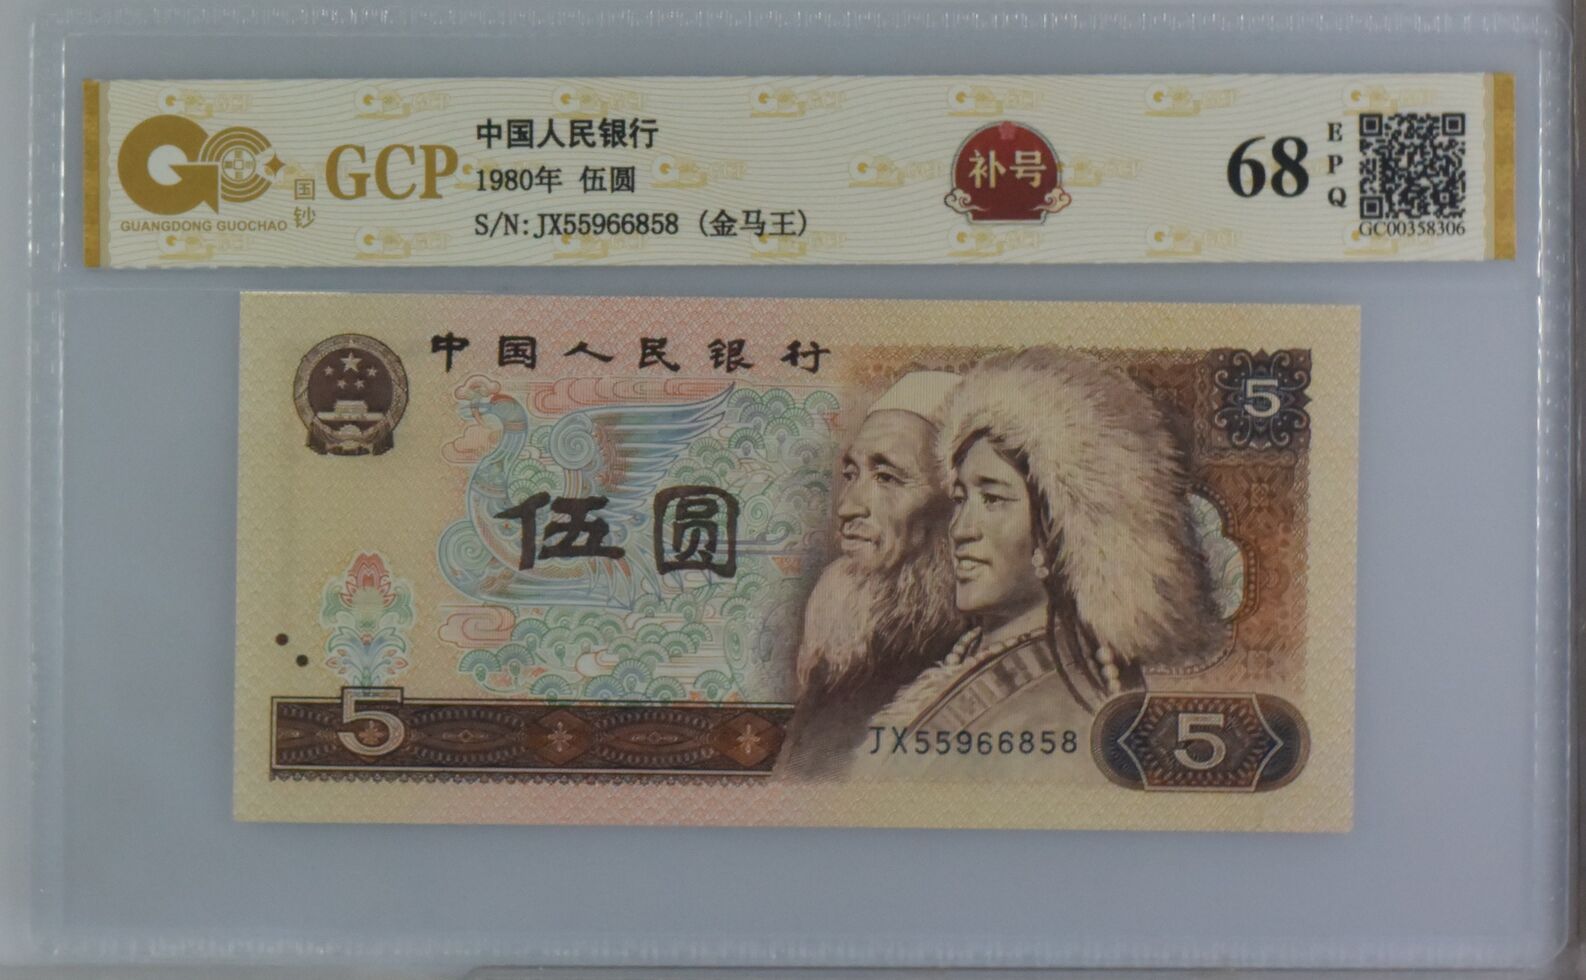 中国人民银行
1980年 伍圆
S/N: JX55966858 (金马王)
GCP
国钞
GUANGDONG GUOCHAO
补号
68
EPQ
GC00358306
中国人民银行
5
伍圆
5
JX55966858
5